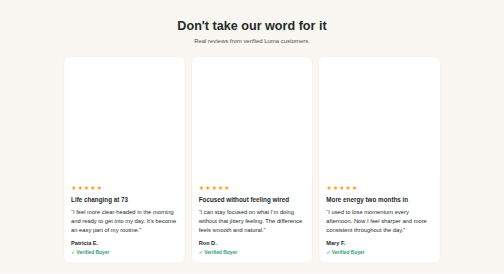 Don't take our word for it
Real reviews from verified Luma customers.
★★★★★
Life changing at 73
"I feel more clear-headed in the morning
and ready to get into my day. It's become
an easy part of my routine."
Patricia E.
✓ Verified Buyer
★★★★★
Focused without feeling wired
"I can stay focused on what I'm doing
without that jittery feeling. The difference
feels smooth and natural."
Ron D.
✓ Verified Buyer
★★★★★
More energy two months in
"I used to lose momentum every
afternoon. Now I feel sharper and more
consistent throughout the day."
Mary F.
✓ Verified Buyer